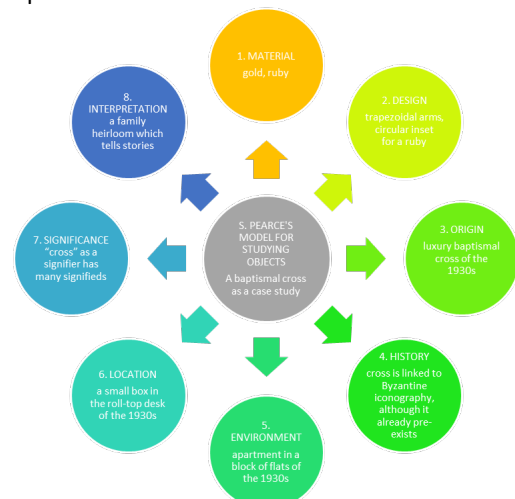 S. PEARCE'S
MODEL FOR
STUDYING
OBJECTS
A baptismal cross
as a case study
1. MATERIAL
gold, ruby
2. DESIGN
trapezoidal arms,
circular inset
for a ruby
3. ORIGIN
luxury baptismal
cross of the
1930s
4. HISTORY
cross is linked to
Byzantine
iconography,
although it
already pre-
exists
5.
ENVIRONMENT
apartment in a
block of flats of
the 1930s
6. LOCATION
a small box in
the roll-top desk
of the 1930s
7. SIGNIFICANCE
“cross” as a
signifier has
many signifieds
8.
INTERPRETATION
a family
heirloom which
tells stories